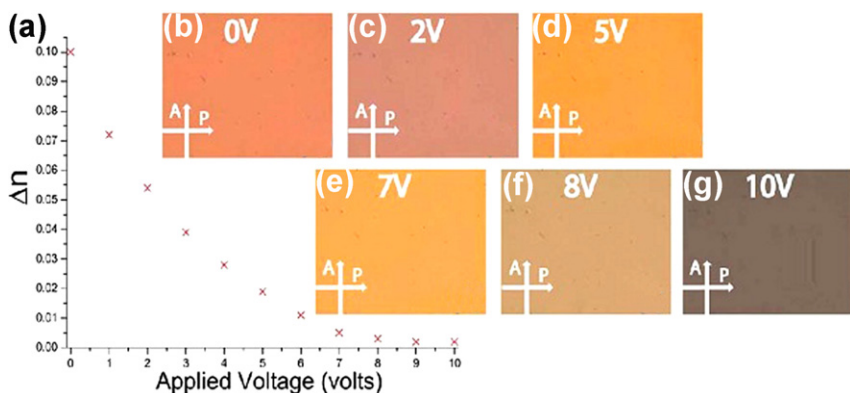 (a)
(b) 0V
A P
(c) 2V
A P
(d) 5V
A P
(e) 7V
A P
(f) 8V
A P
(g) 10V
A P
Δn
0.10
0.09
0.08
0.07
0.06
0.05
0.04
0.03
0.02
0.01
0.00
0 1 2 3 4 5 6 7 8 9 10
Applied Voltage (volts)